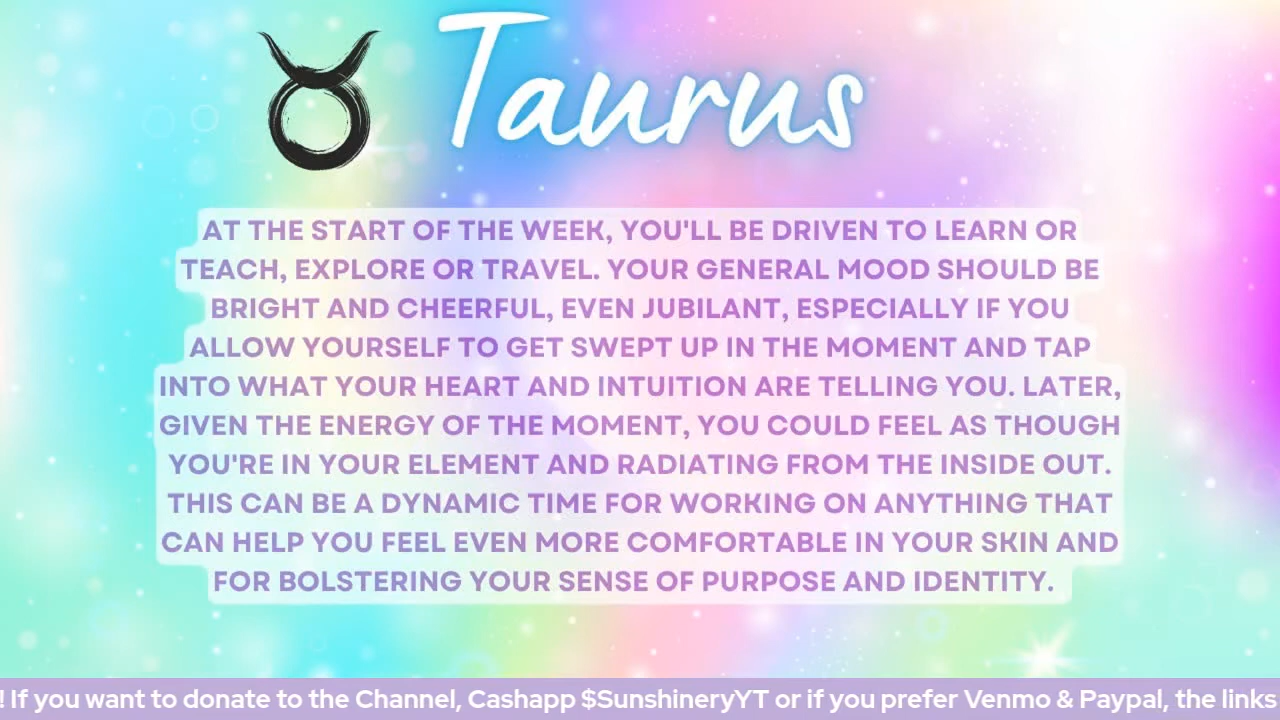 Taurus
AT THE START OF THE WEEK, YOU'LL BE DRIVEN TO LEARN OR
TEACH, EXPLORE OR TRAVEL. YOUR GENERAL MOOD SHOULD BE
BRIGHT AND CHEERFUL, EVEN JUBILANT, ESPECIALLY IF YOU
ALLOW YOURSELF TO GET SWEPT UP IN THE MOMENT AND TAP
INTO WHAT YOUR HEART AND INTUITION ARE TELLING YOU. LATER,
GIVEN THE ENERGY OF THE MOMENT, YOU COULD FEEL AS THOUGH
YOU'RE IN YOUR ELEMENT AND RADIATING FROM THE INSIDE OUT.
THIS CAN BE A DYNAMIC TIME FOR WORKING ON ANYTHING THAT
CAN HELP YOU FEEL EVEN MORE COMFORTABLE IN YOUR SKIN AND
FOR BOLSTERING YOUR SENSE OF PURPOSE AND IDENTITY.
! If you want to donate to the Channel, Cashapp $SunshineryYT or if you prefer Venmo & Paypal, the links